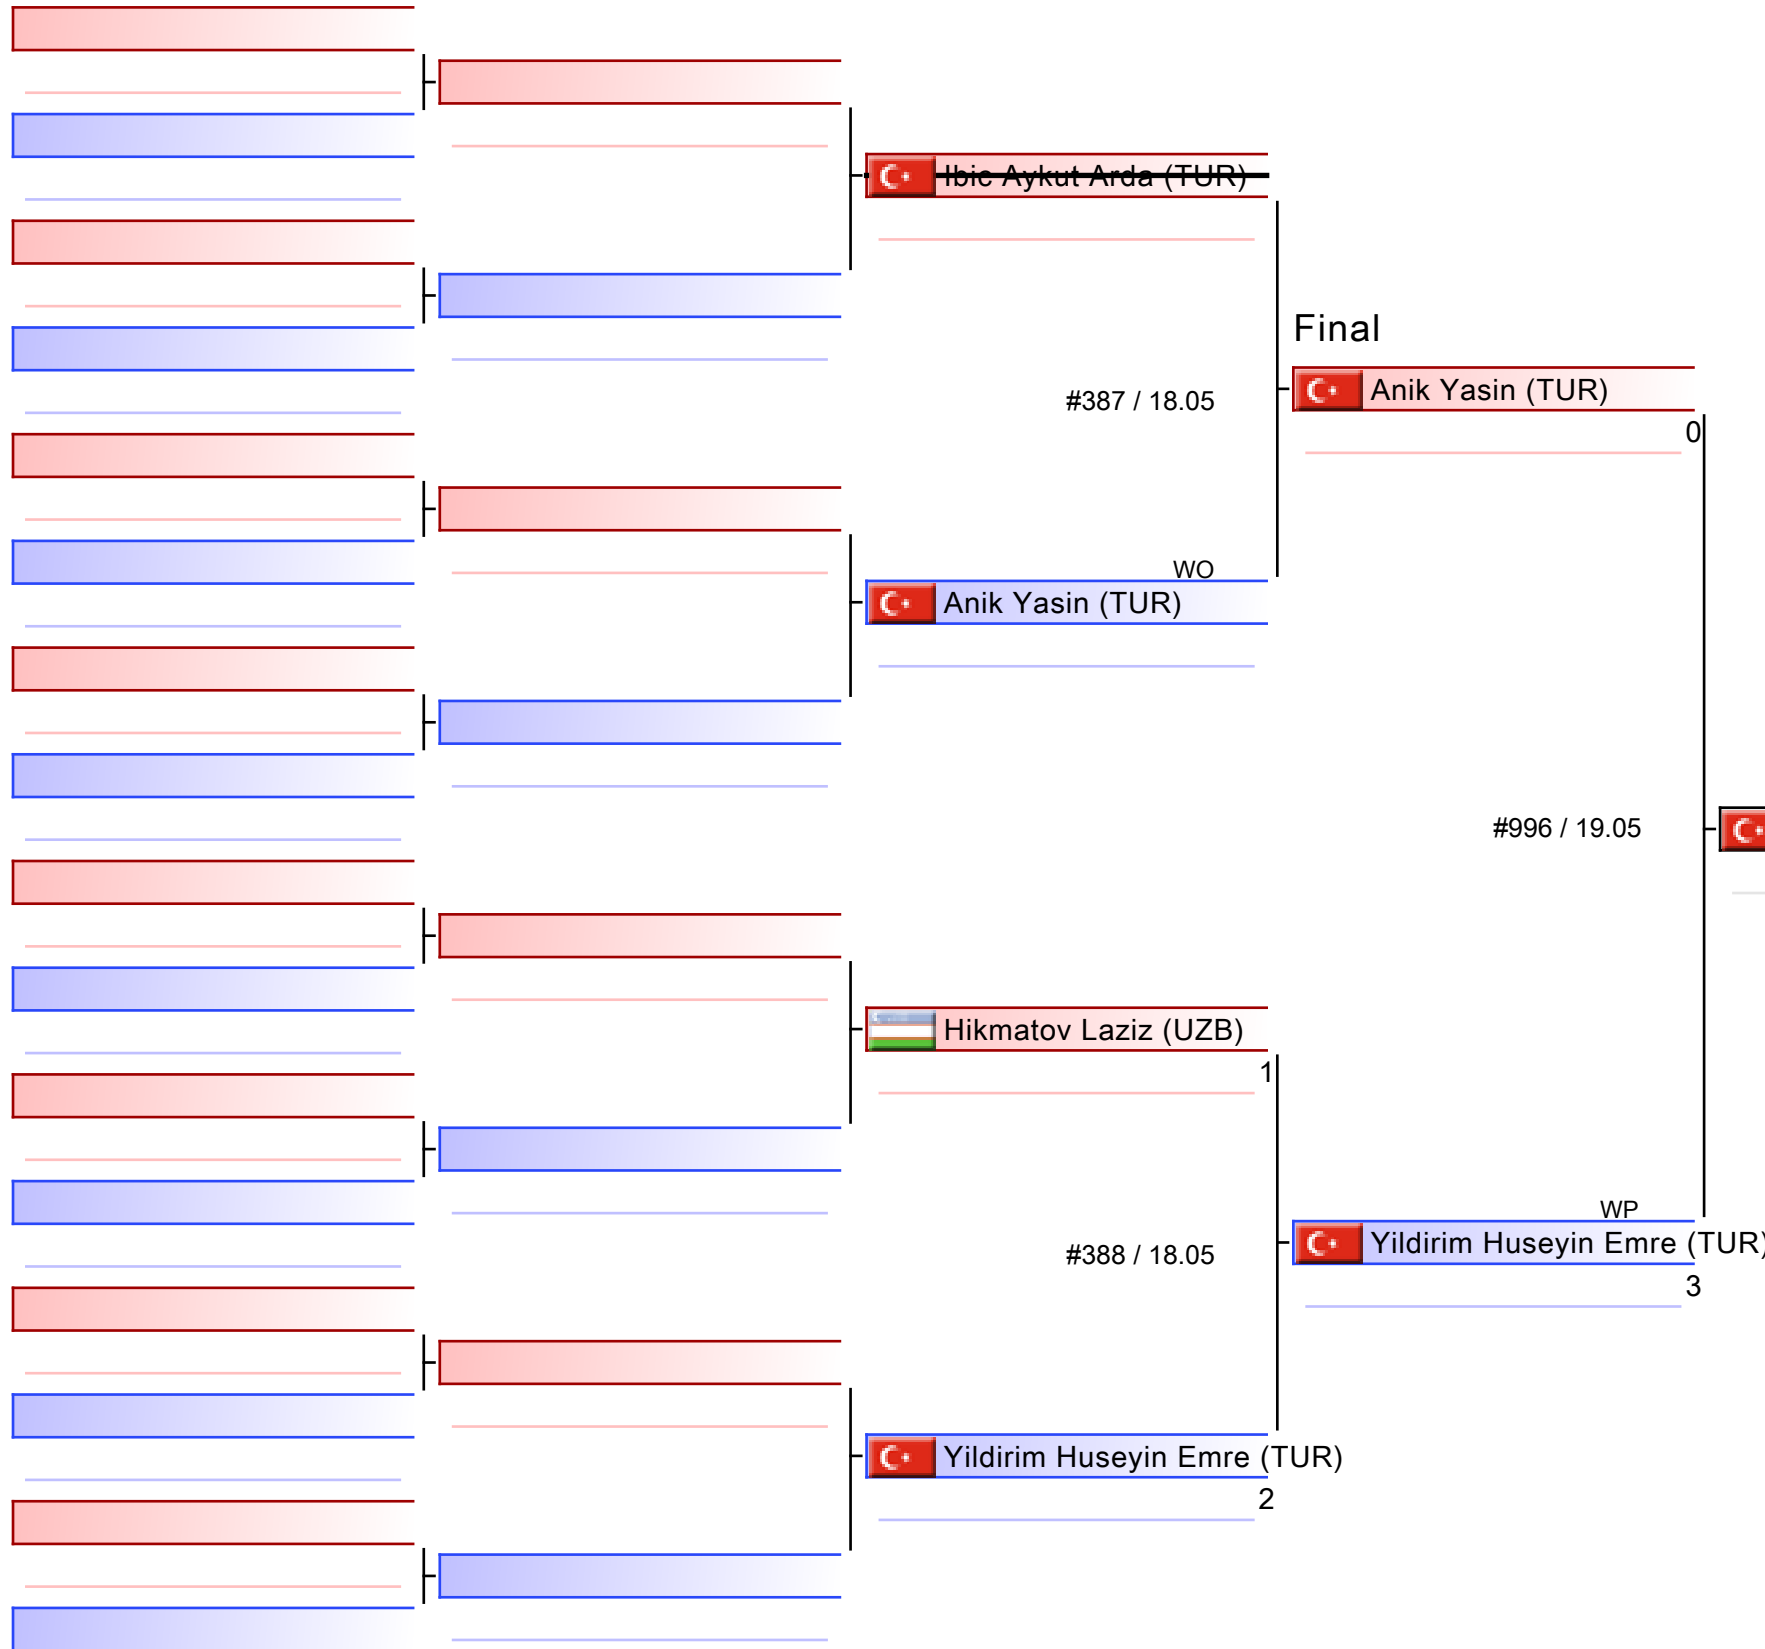 Ibic Aykut Arda (TUR)
Final
#387 / 18.05
Anik Yasin (TUR)
0
WO
Anik Yasin (TUR)
#996 / 19.05
Hikmatov Laziz (UZB)
1
WP
#388 / 18.05
Yildirim Huseyin Emre (TUR)
3
Yildirim Huseyin Emre (TUR)
2